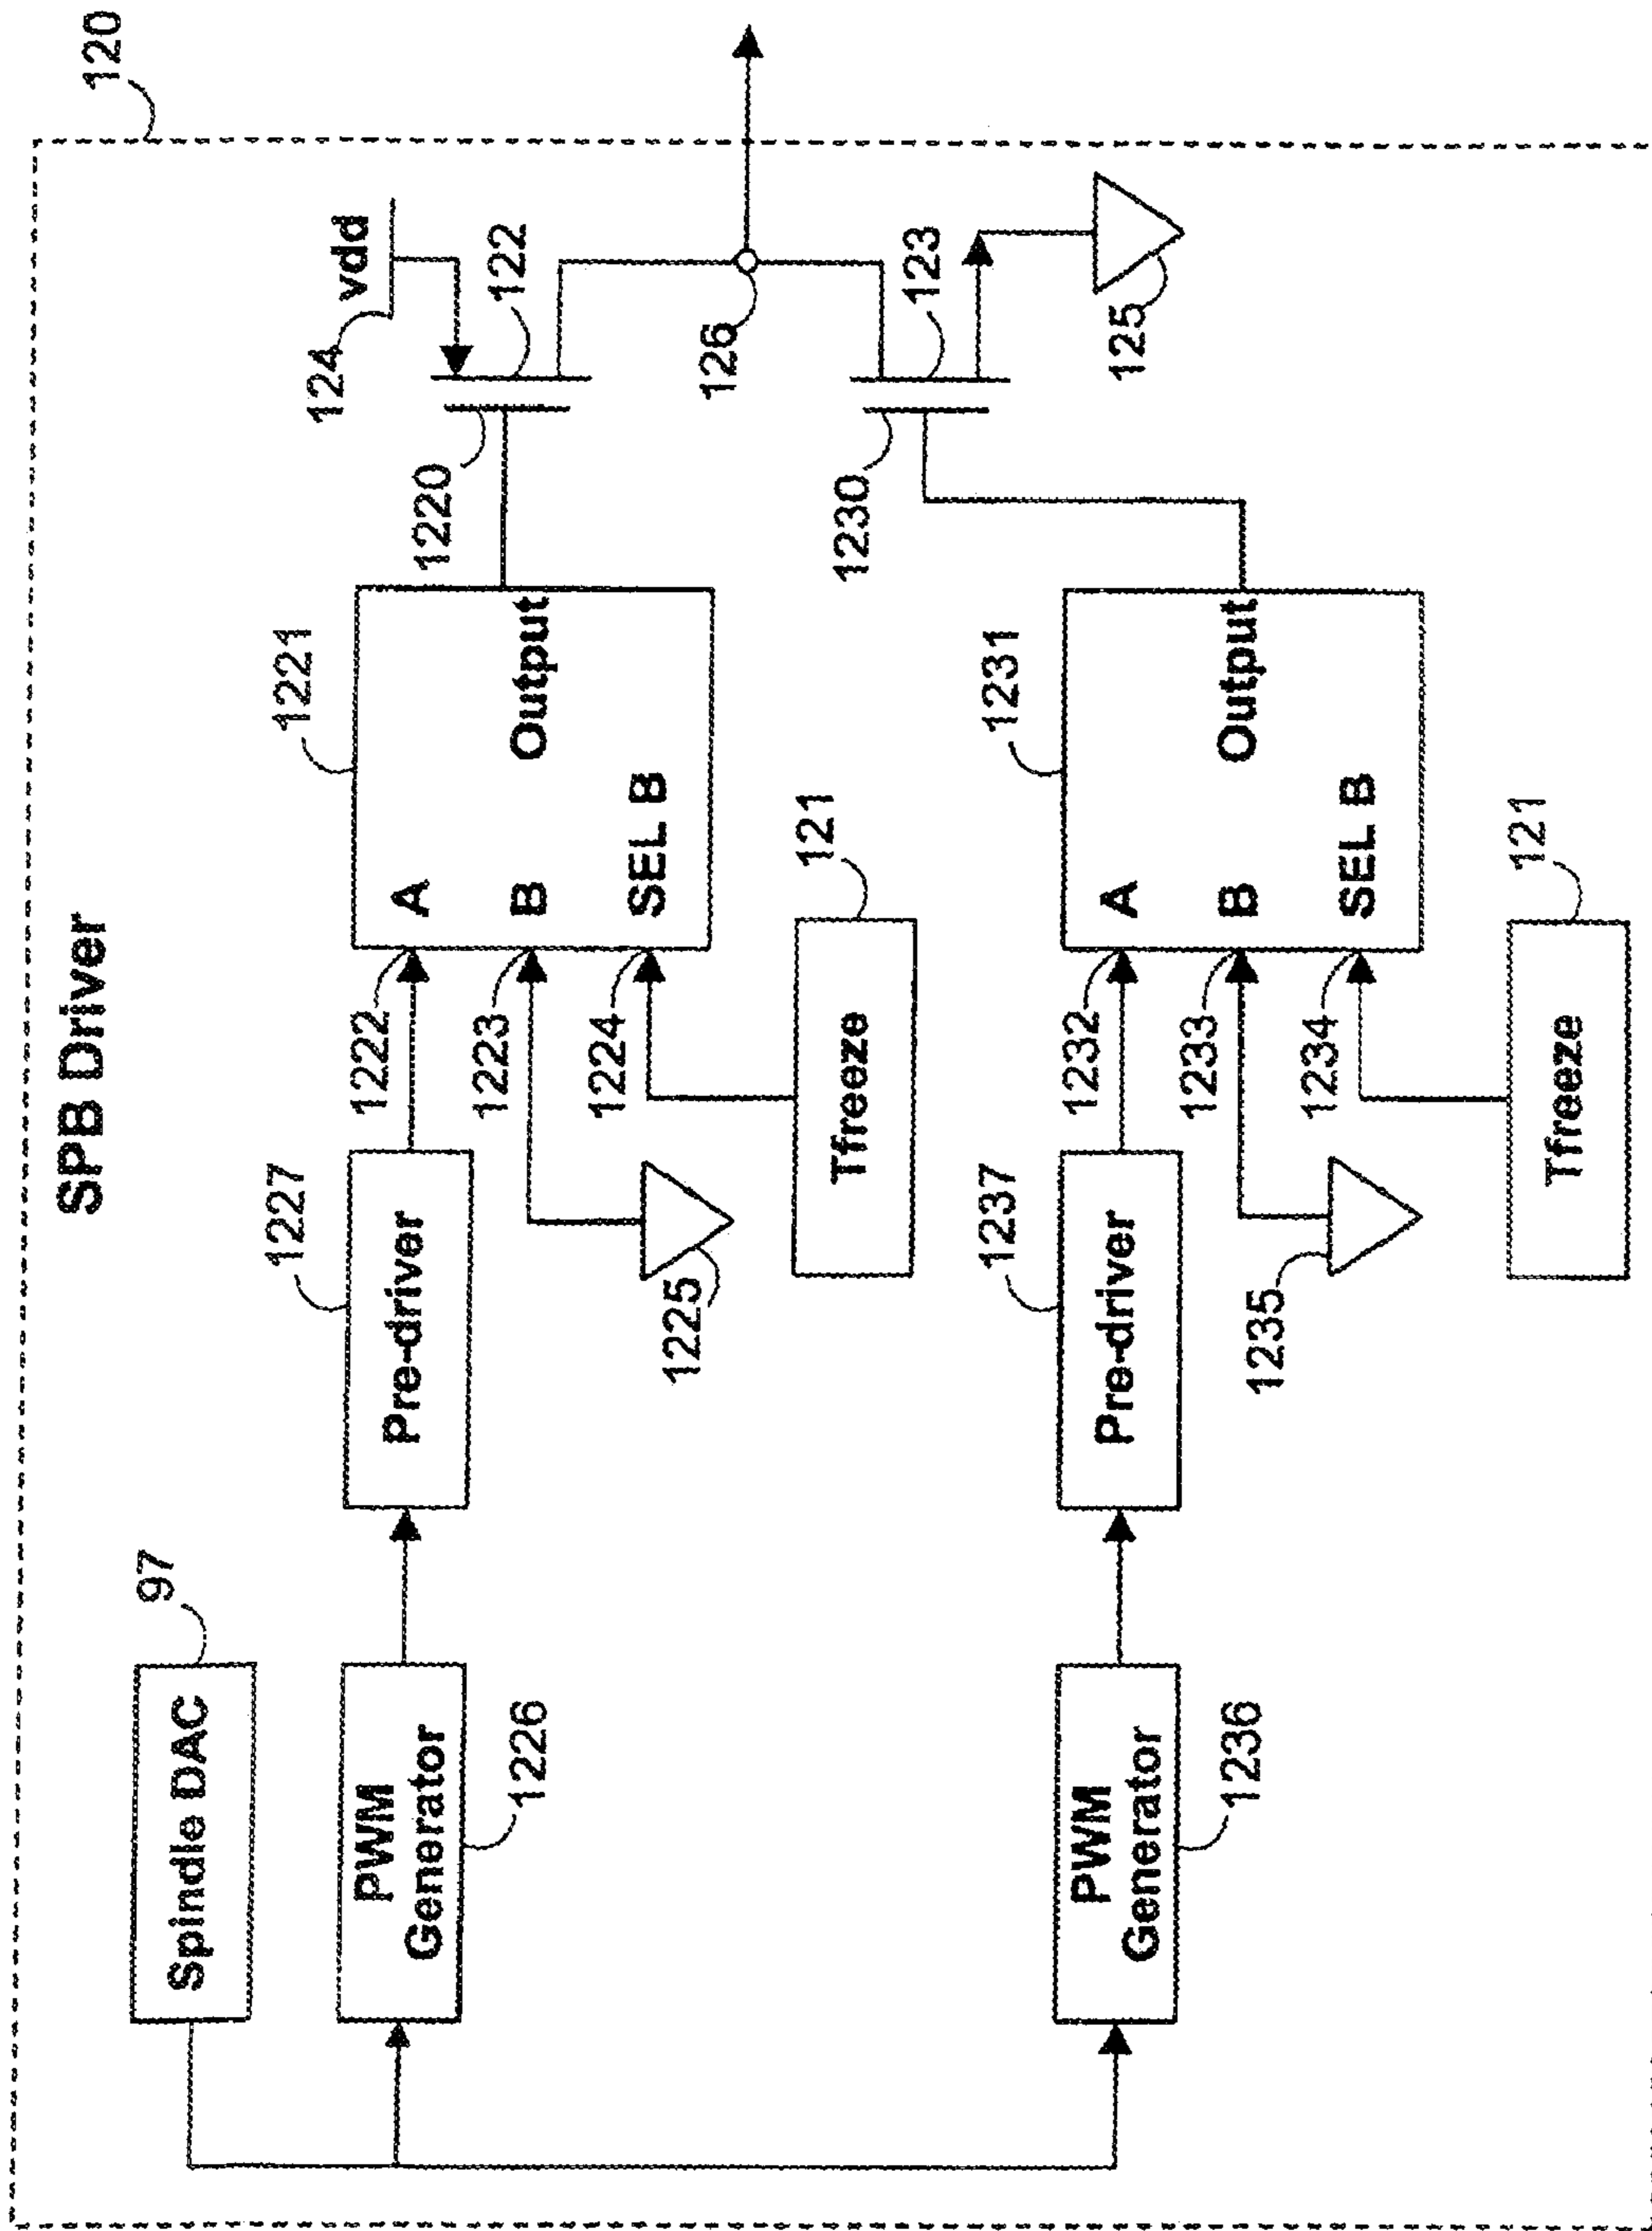 SPB Driver
120
97
Spindle DAC
PWM
Generator
1226
1227
Pre-driver
1222
1223
1224
1225
1221
A
B
SEL B
Output
121
Tfreeze
1220
124
vdd
122
126
PWM
Generator
1236
1237
Pre-driver
1232
1233
1234
1235
1231
A
B
SEL B
Output
121
Tfreeze
1230
123
125